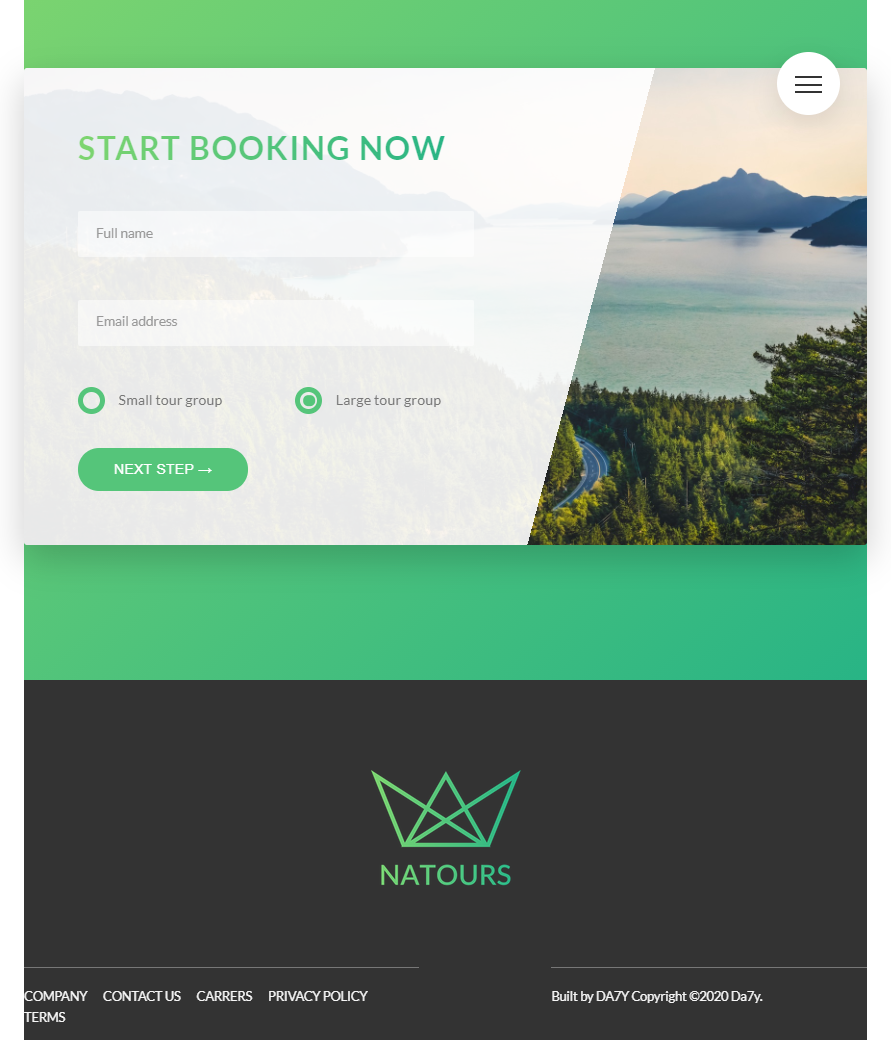 START BOOKING NOW
Full name
Email address
Small tour group Large tour group
NEXT STEP →
NATOURS
COMPANY CONTACT US CARRERS PRIVACY POLICY
TERMS
Built by DA7Y Copyright ©2020 Da7y.